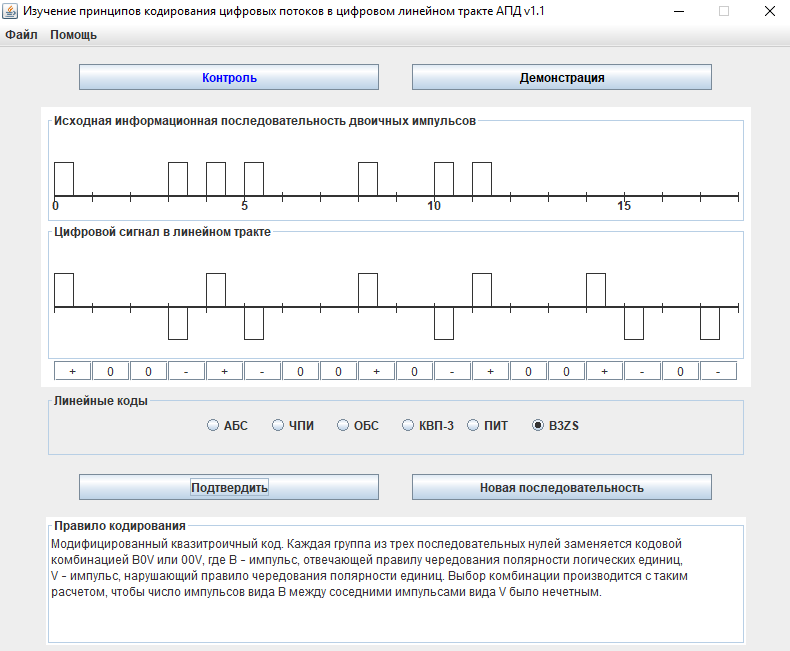 Изучение принципов кодирования цифровых потоков в цифровом линейном тракте АПД v1.1
Файл Помощь
Контроль Демонстрация
Исходная информационная последовательность двоичных импульсов
0 5 10 15
Цифровой сигнал в линейном тракте
+ 0 0 - + - 0 0 + 0 - + 0 0 + - 0 -
Линейные коды
АБС ЧПИ ОБС КВП-3 ПИТ B3ZS
Подтвердить Новая последовательность
Правило кодирования
Модифицированный квазитроичный код. Каждая группа из трех последовательных нулей заменяется кодовой
комбинацией B0V или 00V, где B - импульс, отвечающей правилу чередования полярности логических единиц,
V - импульс, нарушающий правило чередования полярности единиц. Выбор комбинации производится с таким
расчетом, чтобы число импульсов вида B между соседними импульсами вида V было нечетным.